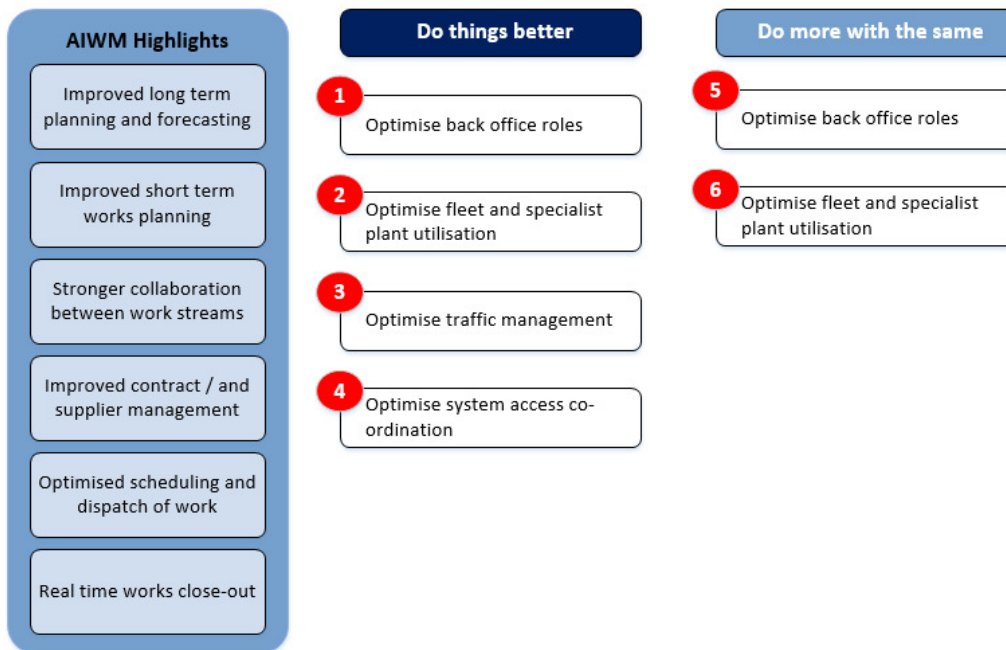 AIWM Highlights
Improved long term
planning and forecasting
Improved short term
works planning
Stronger collaboration
between work streams
Improved contract / and
supplier management
Optimised scheduling and
dispatch of work
Real time works close-out
Do things better
1
Optimise back office roles
2
Optimise fleet and specialist
plant utilisation
3
Optimise traffic management
4
Optimise system access co-
ordination
Do more with the same
5
Optimise back office roles
6
Optimise fleet and specialist
plant utilisation